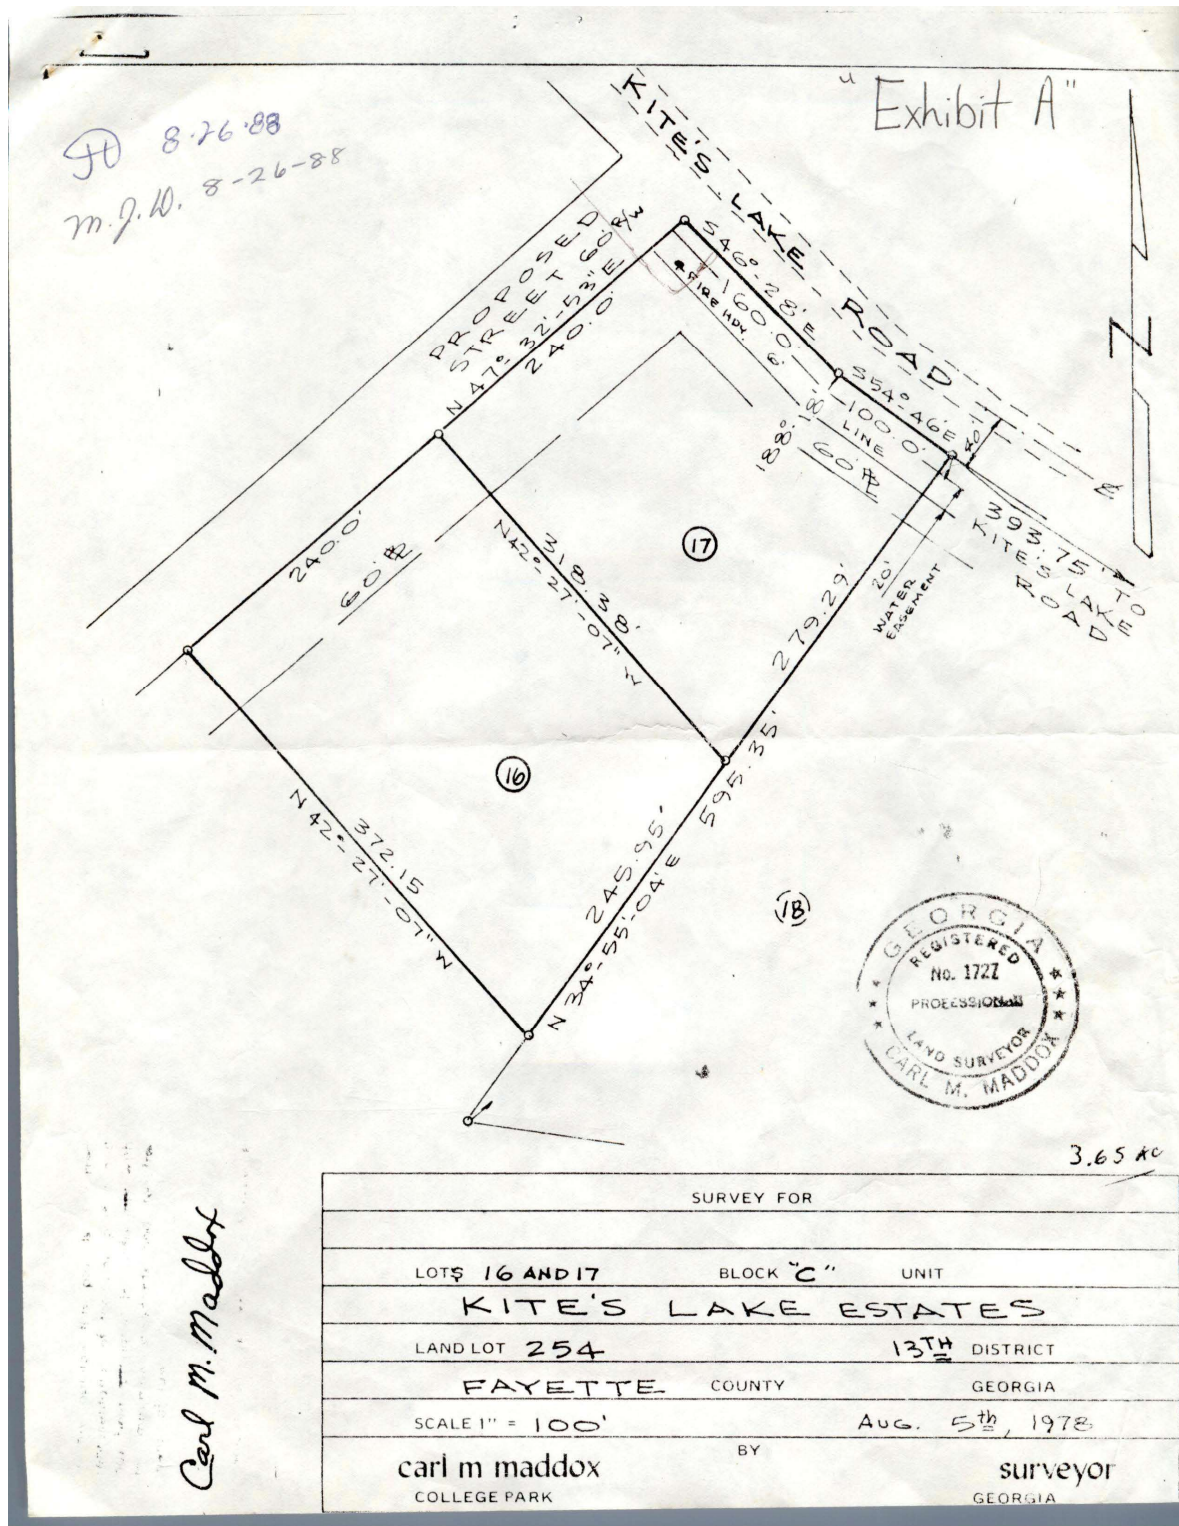 "Exhibit A"
8·26·88
M.J.W. 8-26-88
KITE'S LAKE ROAD
PROPOSED
STREET 60' R/W
N 47° 32'-53" E
240.0'
S46°-28'E
160.0'
FIRE HDY.
6'
S54°-46'E
100.0'
LINE
-18'
-88°
60'
40'
R/W
393.75' TO
KITE'S LAKE
ROAD
20'
WATER
EASEMENT
240.0'
60'
318.38'
N42°-27'-07" W
17
279.29'
16
595.35'
372.15
N 42°-27'-07" W
245.95'
N 34°-55'-04" E
18
GEORGIA
REGISTERED
No. 1727
PROFESSIONAL
LAND SURVEYOR
CARL M. MADDOX
3.65 AC
Carl M. Maddox
SURVEY FOR
LOTS 16 AND 17 BLOCK "C" UNIT
KITE'S LAKE ESTATES
LAND LOT 254 13TH DISTRICT
FAYETTE COUNTY GEORGIA
SCALE 1" = 100' AUG. 5th, 1978
BY
carl m maddox surveyor
COLLEGE PARK GEORGIA